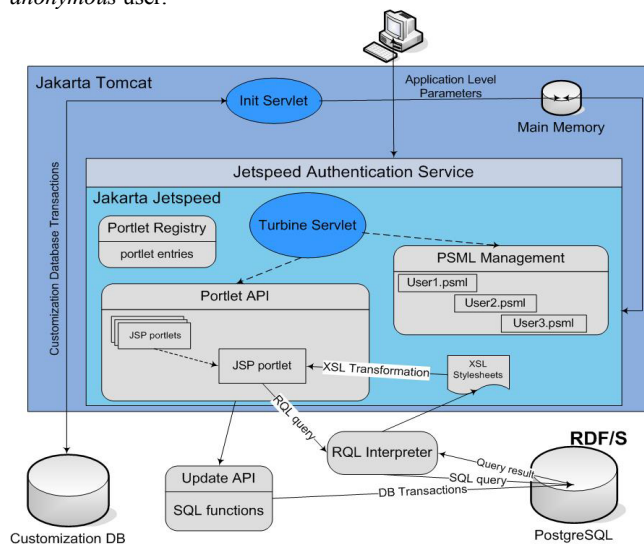 anonymous user.
Jakarta Tomcat
Init Servlet
Application Level
Parameters
Main Memory
Customization Database Transactions
Jetspeed Authentication Service
Jakarta Jetspeed
Portlet Registry
portlet entries
Turbine Servlet
PSML Management
User1.psml
User2.psml
User3.psml
Portlet API
JSP portlets
JSP portlet
XSL Transformation
XSL
Stylesheets
RQL query
RQL Interpreter
RDF/S
Query result
SQL query
Update API
SQL functions
DB Transactions
Customization DB
PostgreSQL